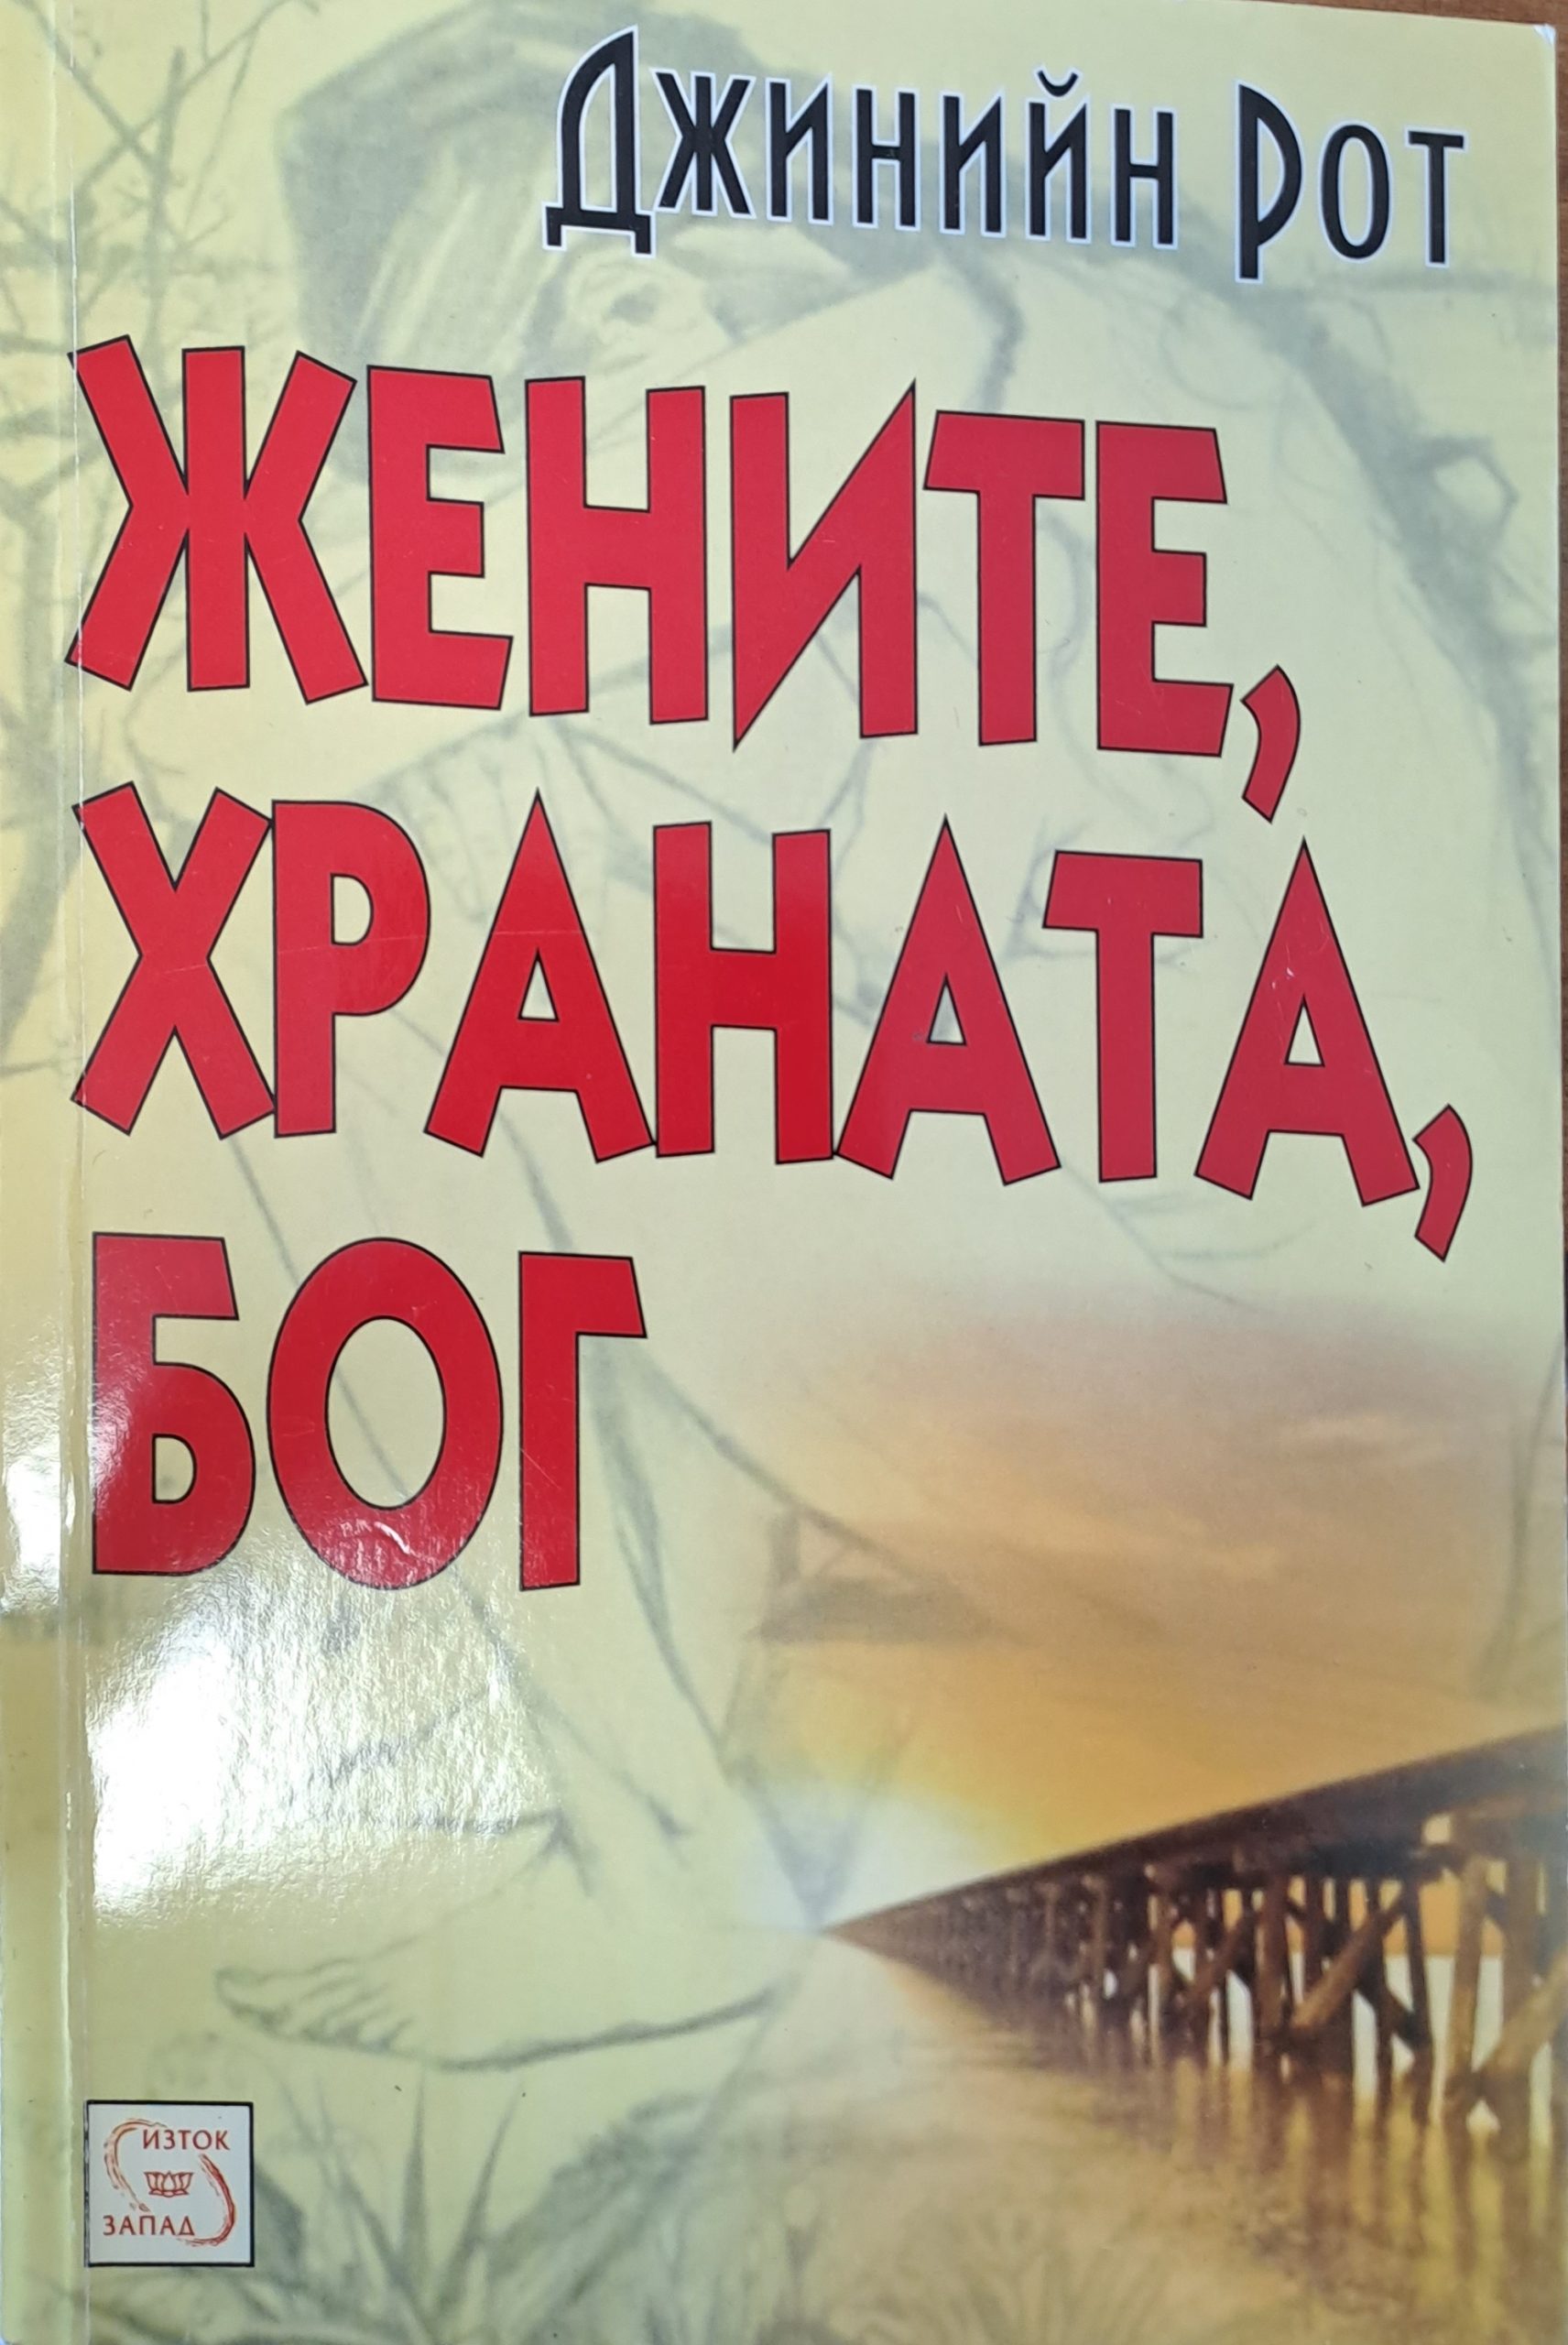 Джинийн Рот
ЖЕНИТЕ,
ХРАНАТА,
БОГ
ИЗТОК
ЗАПАД